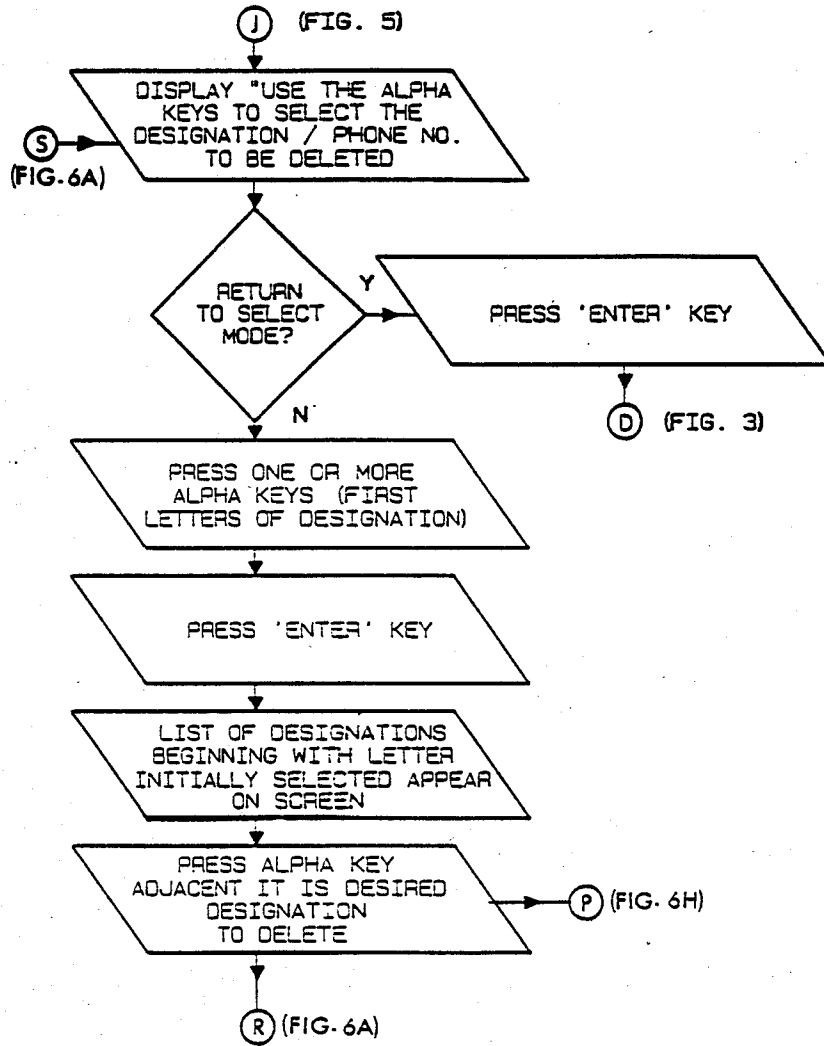 J (FIG. 5)
DISPLAY "USE THE ALPHA
KEYS TO SELECT THE
DESIGNATION / PHONE NO.
TO BE DELETED
S
(FIG.6A)
RETURN
TO SELECT
MODE?
Y
PRESS 'ENTER' KEY
D (FIG. 3)
N
PRESS ONE OR MORE
ALPHA KEYS (FIRST
LETTERS OF DESIGNATION)
PRESS 'ENTER' KEY
LIST OF DESIGNATIONS
BEGINNING WITH LETTER
INITIALLY SELECTED APPEAR
ON SCREEN
PRESS ALPHA KEY
ADJACENT IT IS DESIRED
DESIGNATION
TO DELETE
P (FIG. 6H)
R (FIG. 6A)